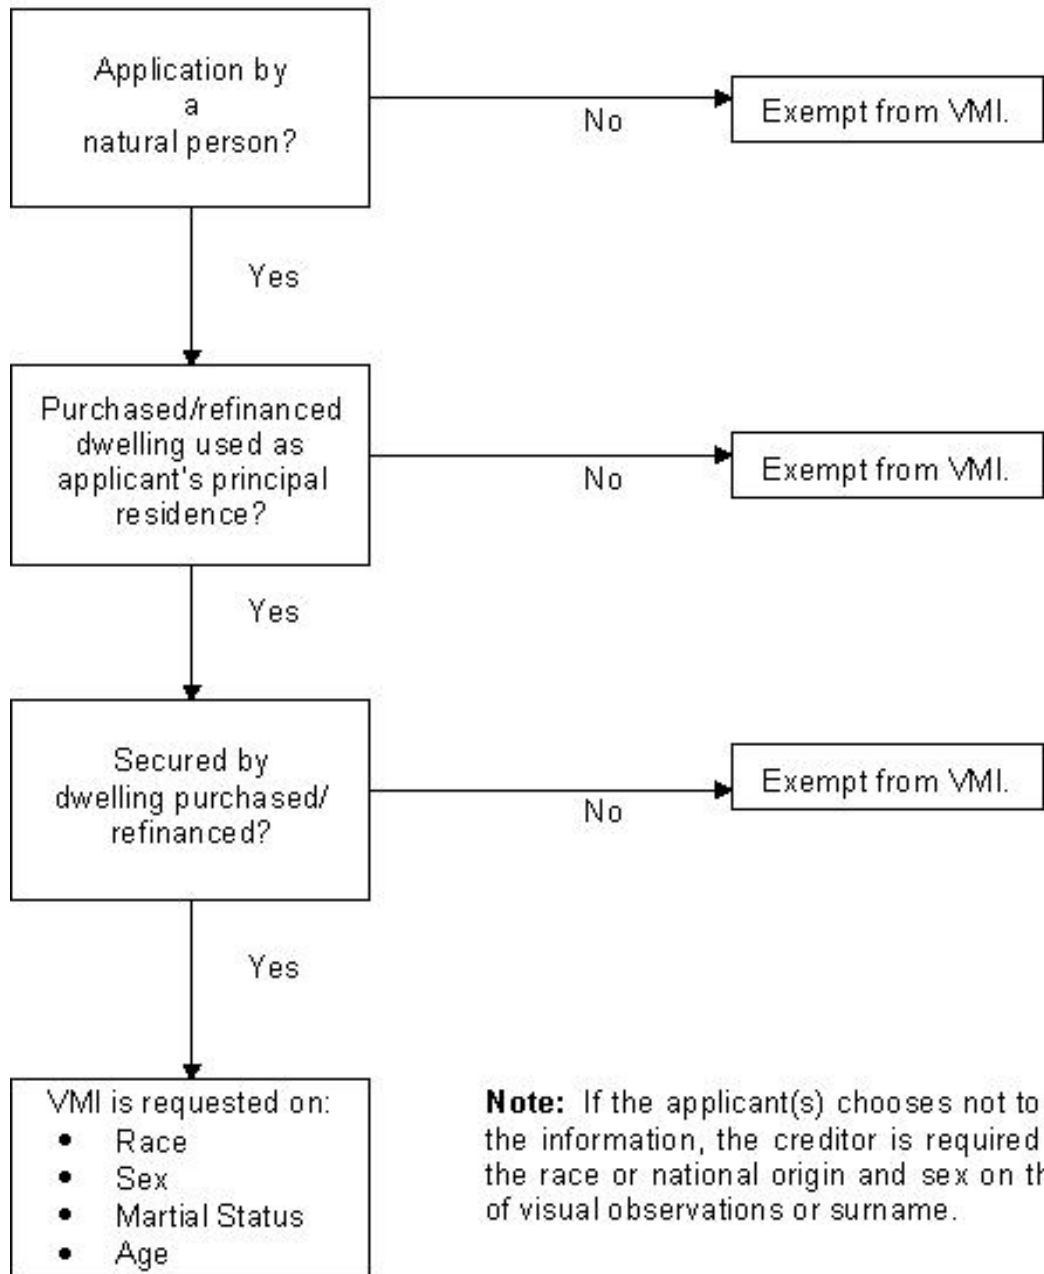 Application by
a
natural person?
No
Exempt from VMI.
Yes
Purchased/refinanced
dwelling used as
applicant's principal
residence?
No
Exempt from VMI.
Yes
Secured by
dwelling purchased/
refinanced?
No
Exempt from VMI.
Yes
VMI is requested on:
• Race
• Sex
• Martial Status
• Age
Note: If the applicant(s) chooses not to
the information, the creditor is required
the race or national origin and sex on
of visual observations or surname.